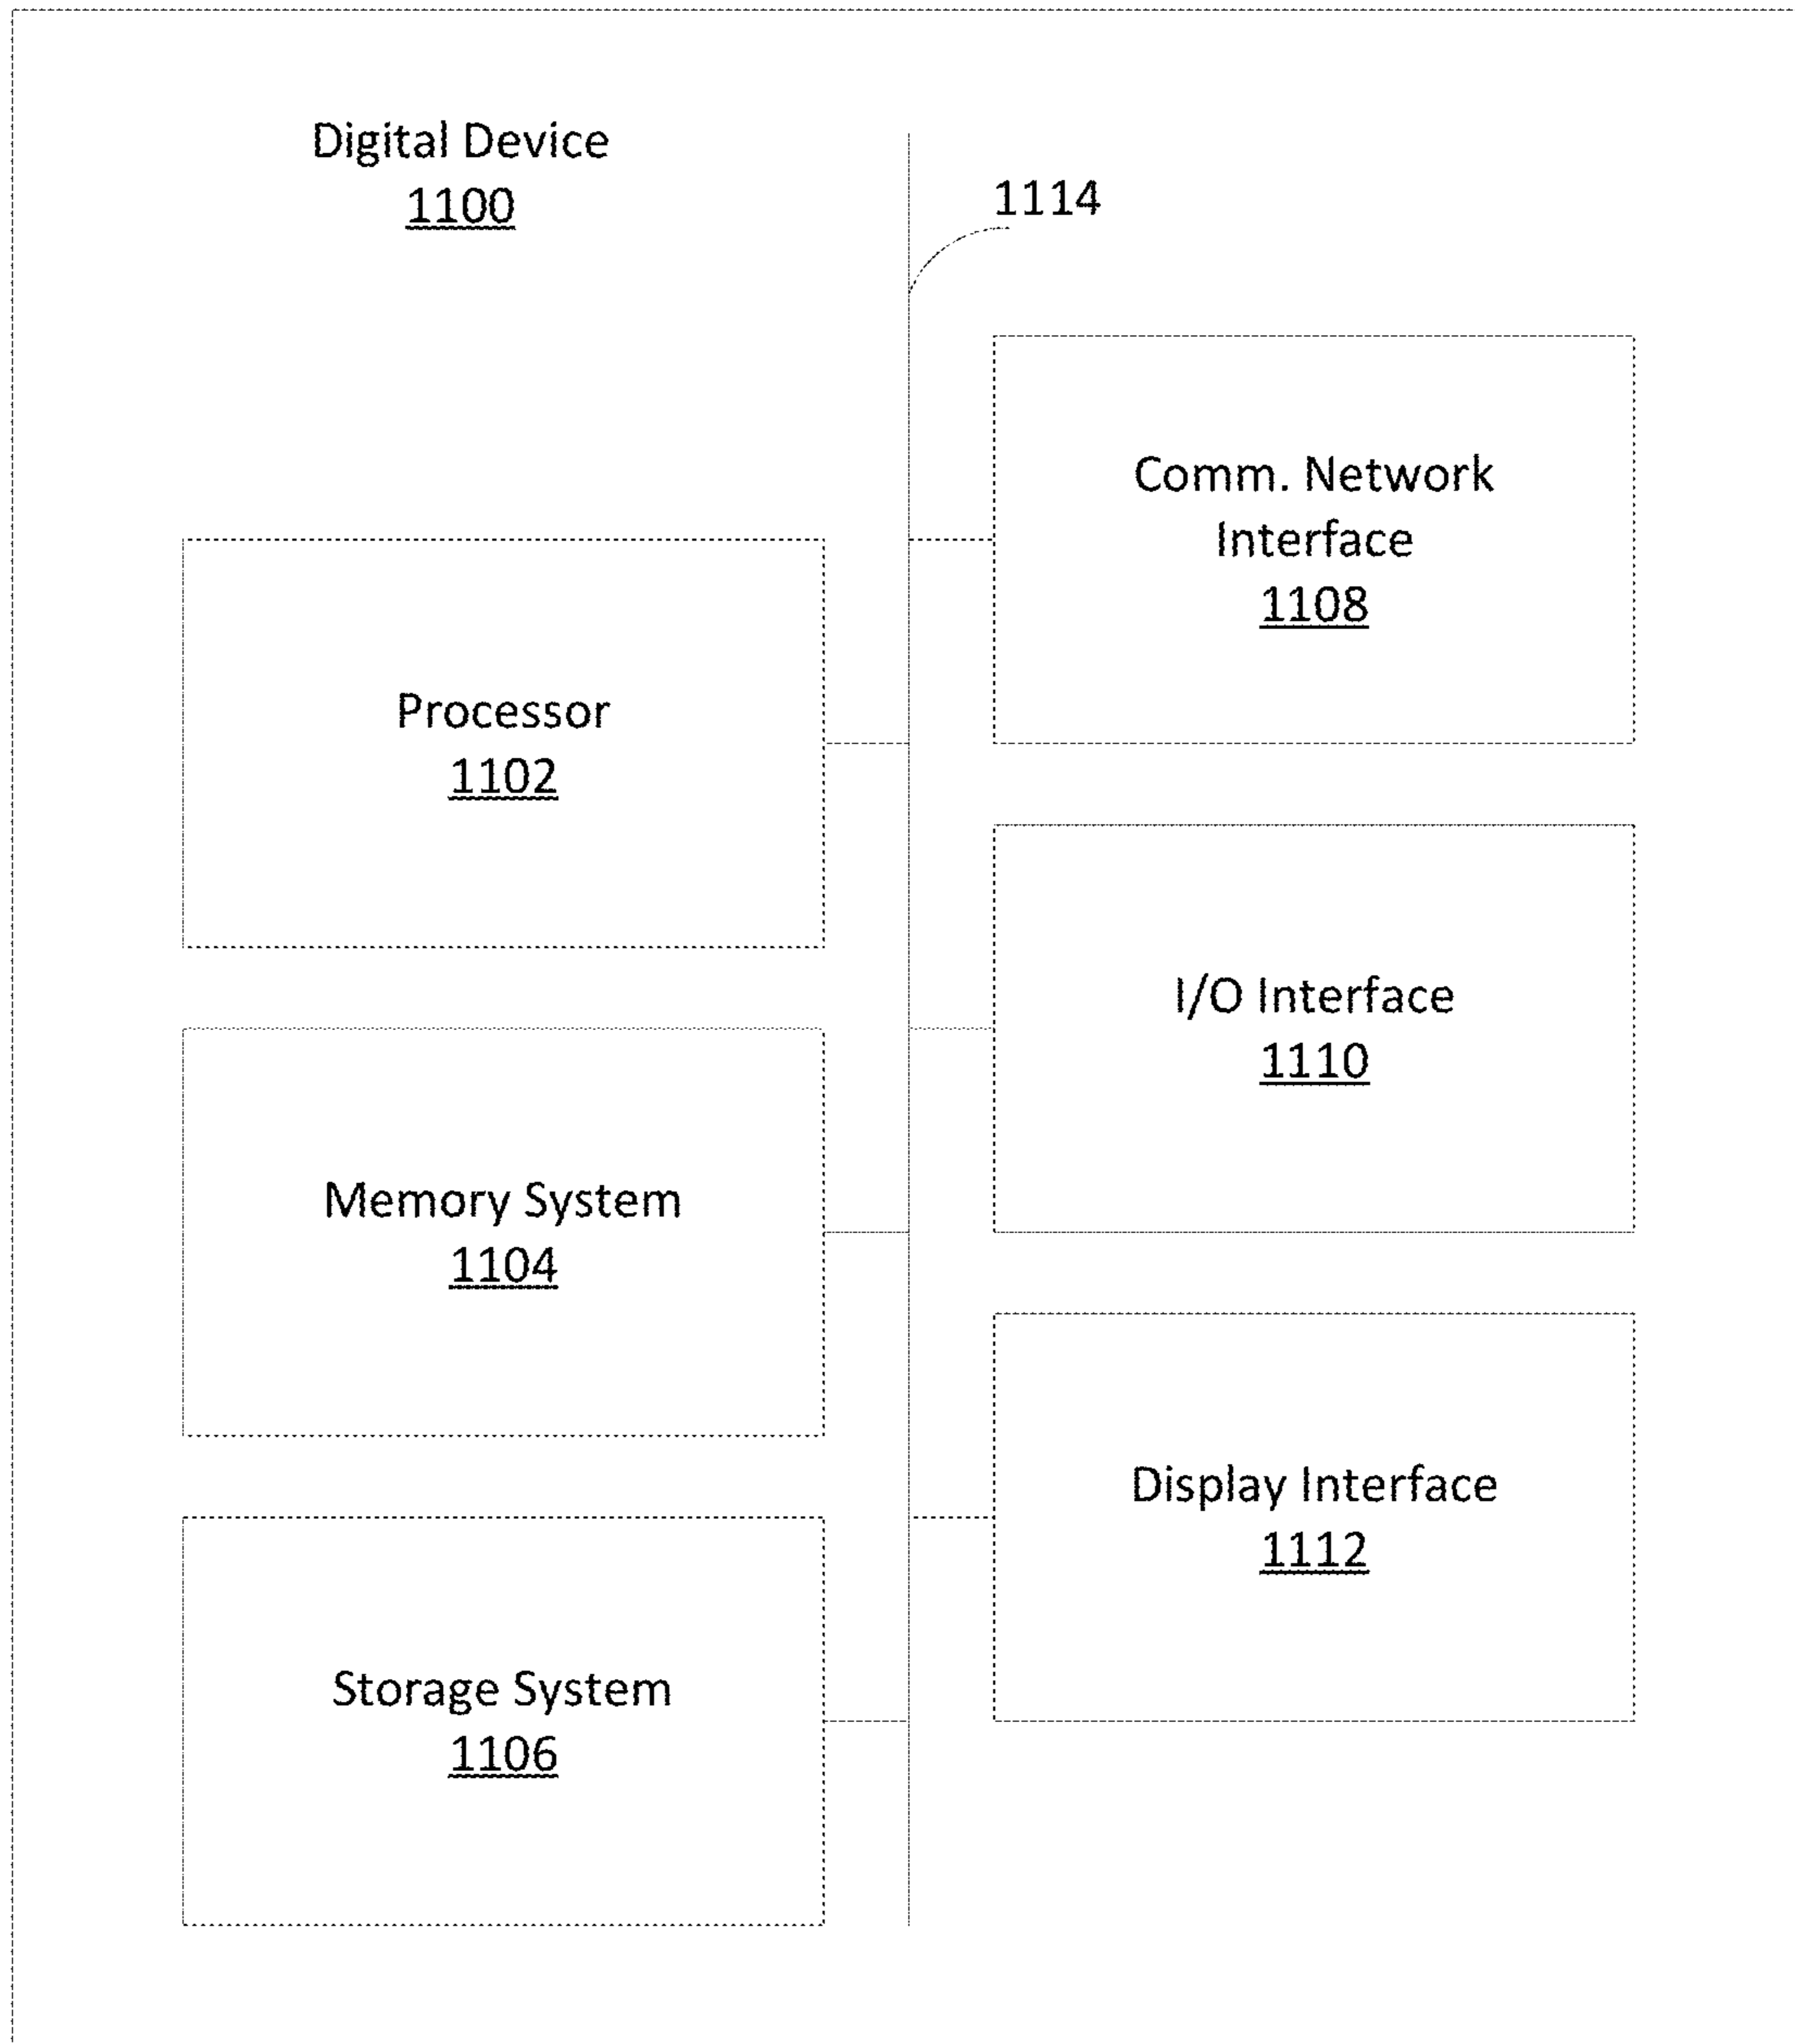 Digital Device
1100
1114
Comm. Network
Interface
1108
Processor
1102
I/O Interface
1110
Memory System
1104
Display Interface
1112
Storage System
1106